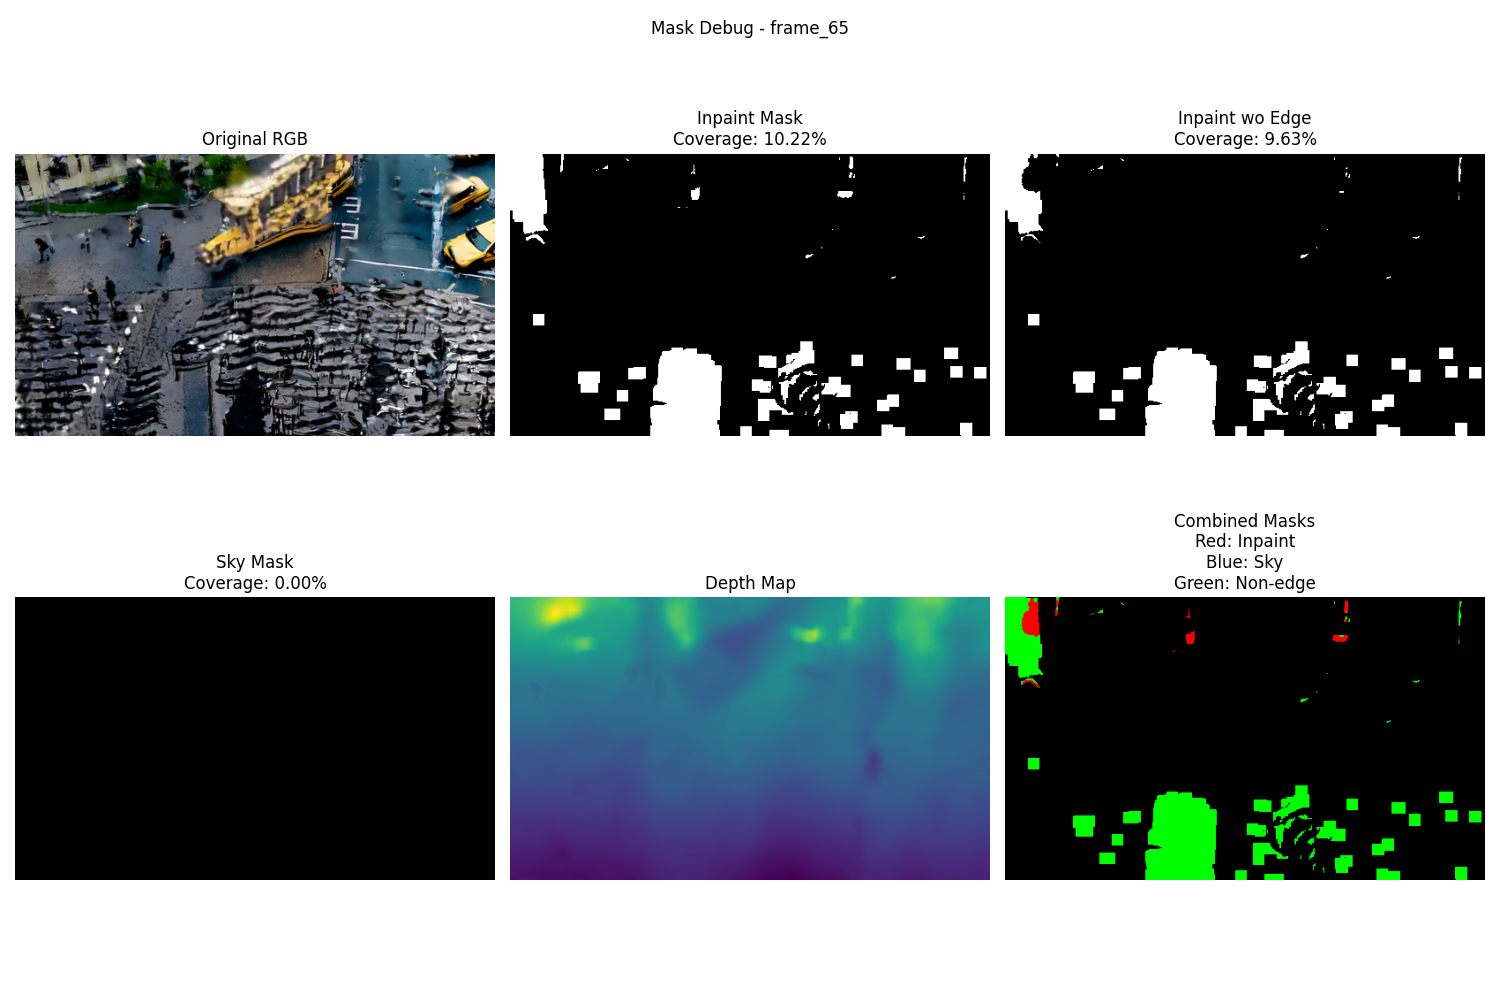 Mask Debug - frame_65
Original RGB
Inpaint Mask
Coverage: 10.22%
Inpaint wo Edge
Coverage: 9.63%
Sky Mask
Coverage: 0.00%
Depth Map
Combined Masks
Red: Inpaint
Blue: Sky
Green: Non-edge